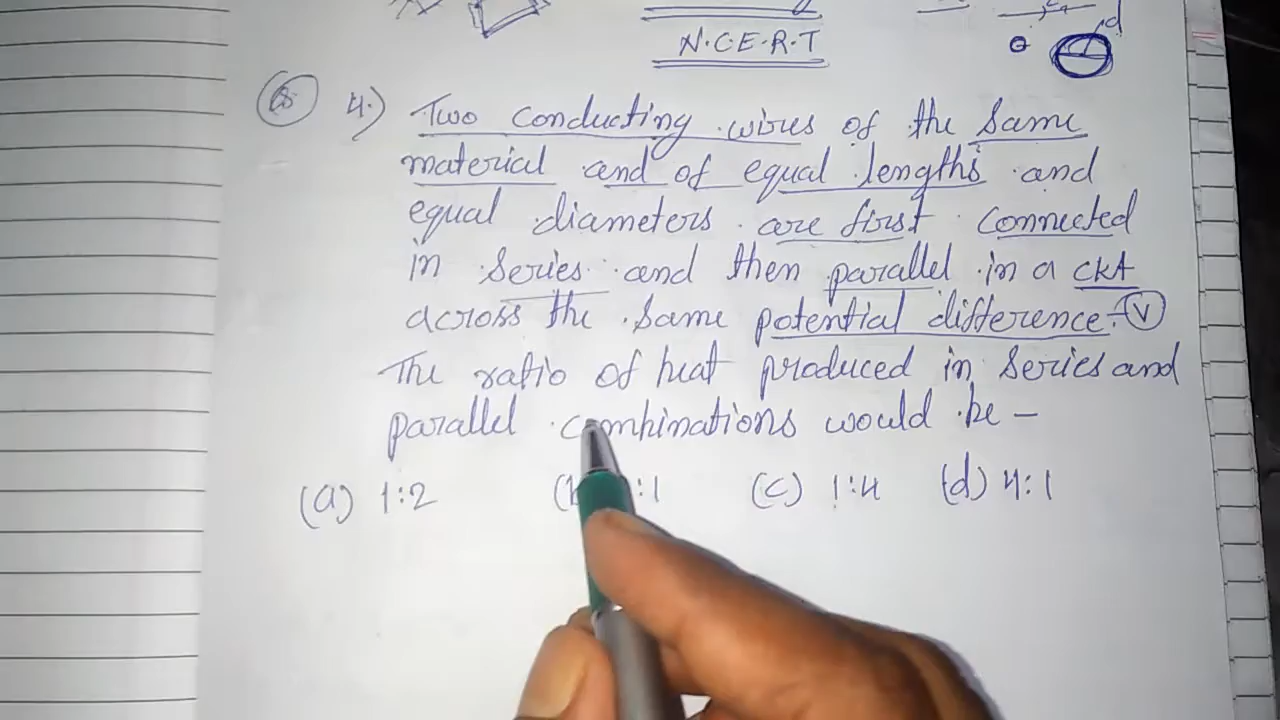 N.C.E.R.T
d
θ
Q 4.) Two conducting wires of the same
material and of equal lengths and
equal diameters are first connected
in series and then parallel in a CKt
across the same potential difference. V
The ratio of heat produced in series and
parallel combinations would be -
(a) 1:2 :1 (c) 1:4 (d) 4:1